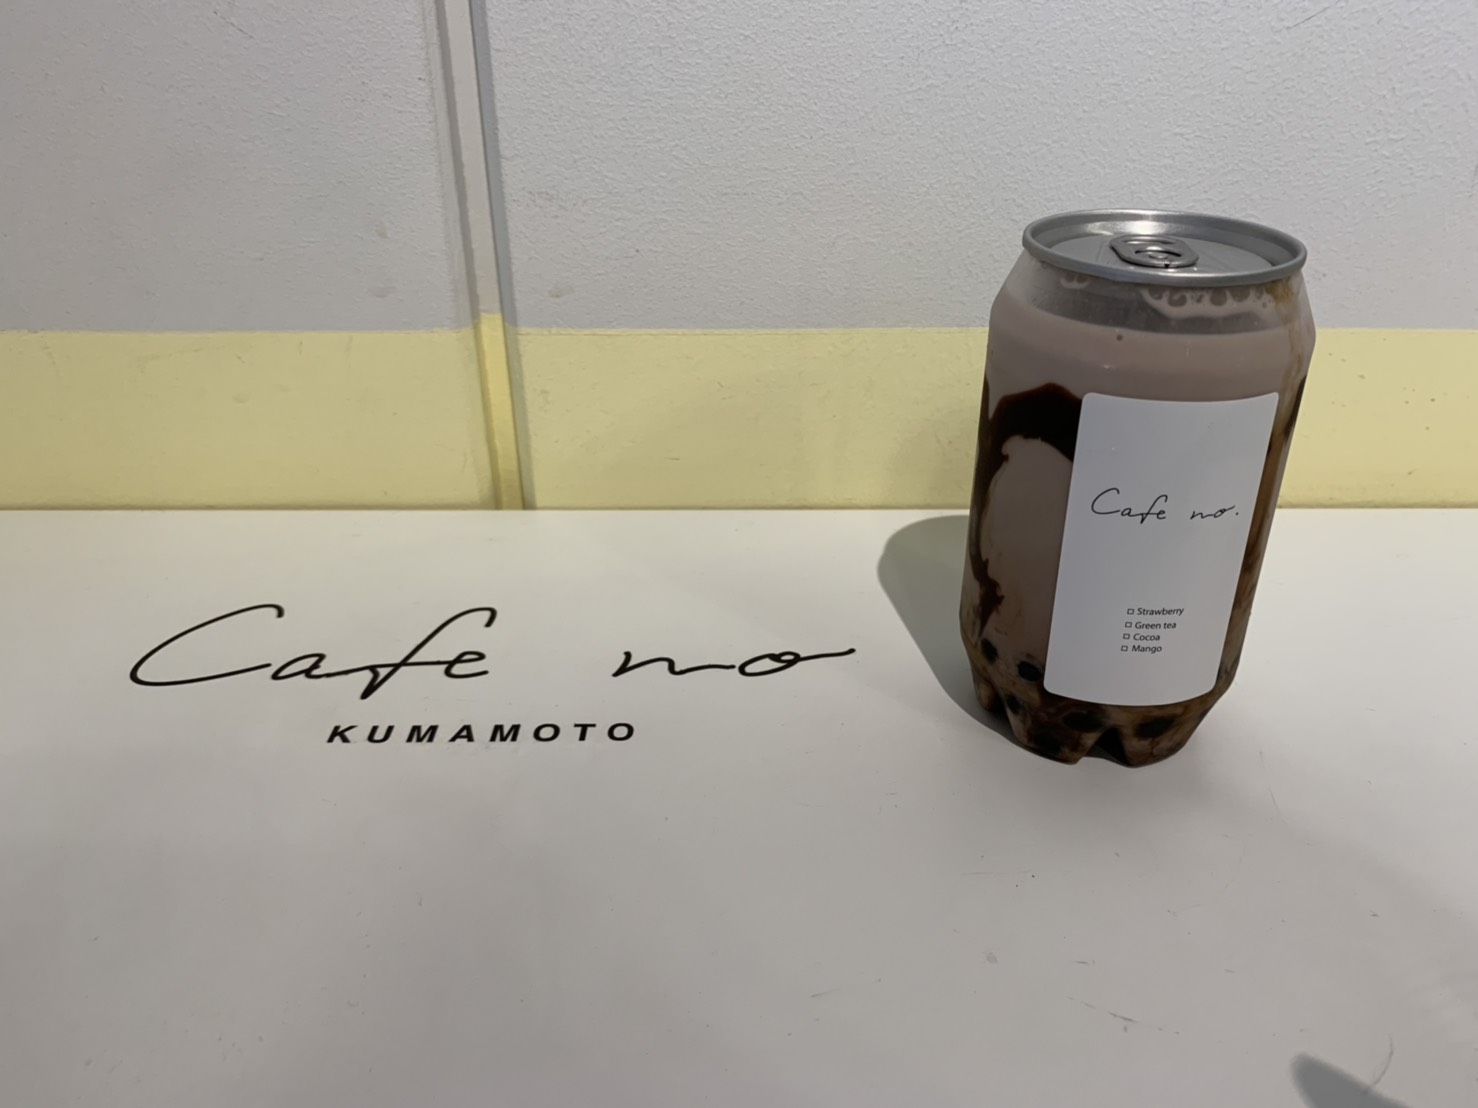 Cafe no
KUMAMOTO
Cafe no.
☐ Strawberry
☐ Green tea
☐ Cocoa
☐ Mango